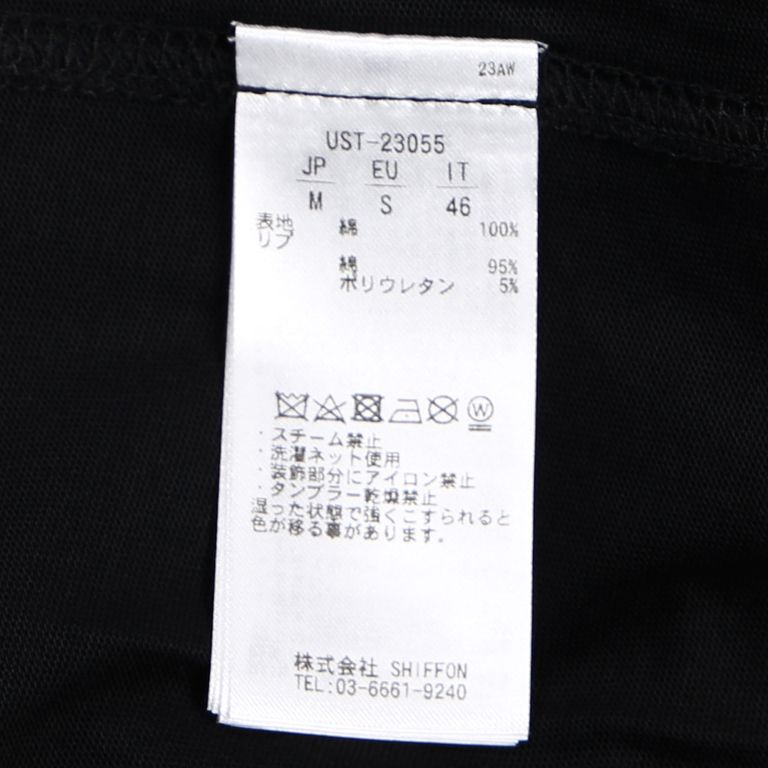 23AW
UST-23055
JP EU IT
M S 46
表地 綿 100%
リブ
綿 95%
ポリウレタン 5%
W
・スチーム禁止
・洗濯ネット使用
・装飾部分にアイロン禁止
・タンブラー乾燥禁止
湿った状態で強くこすられると
色が移る事があります。
株式会社 SHIFFON
TEL:03-6661-9240